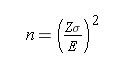 n = (Zσ/E)²